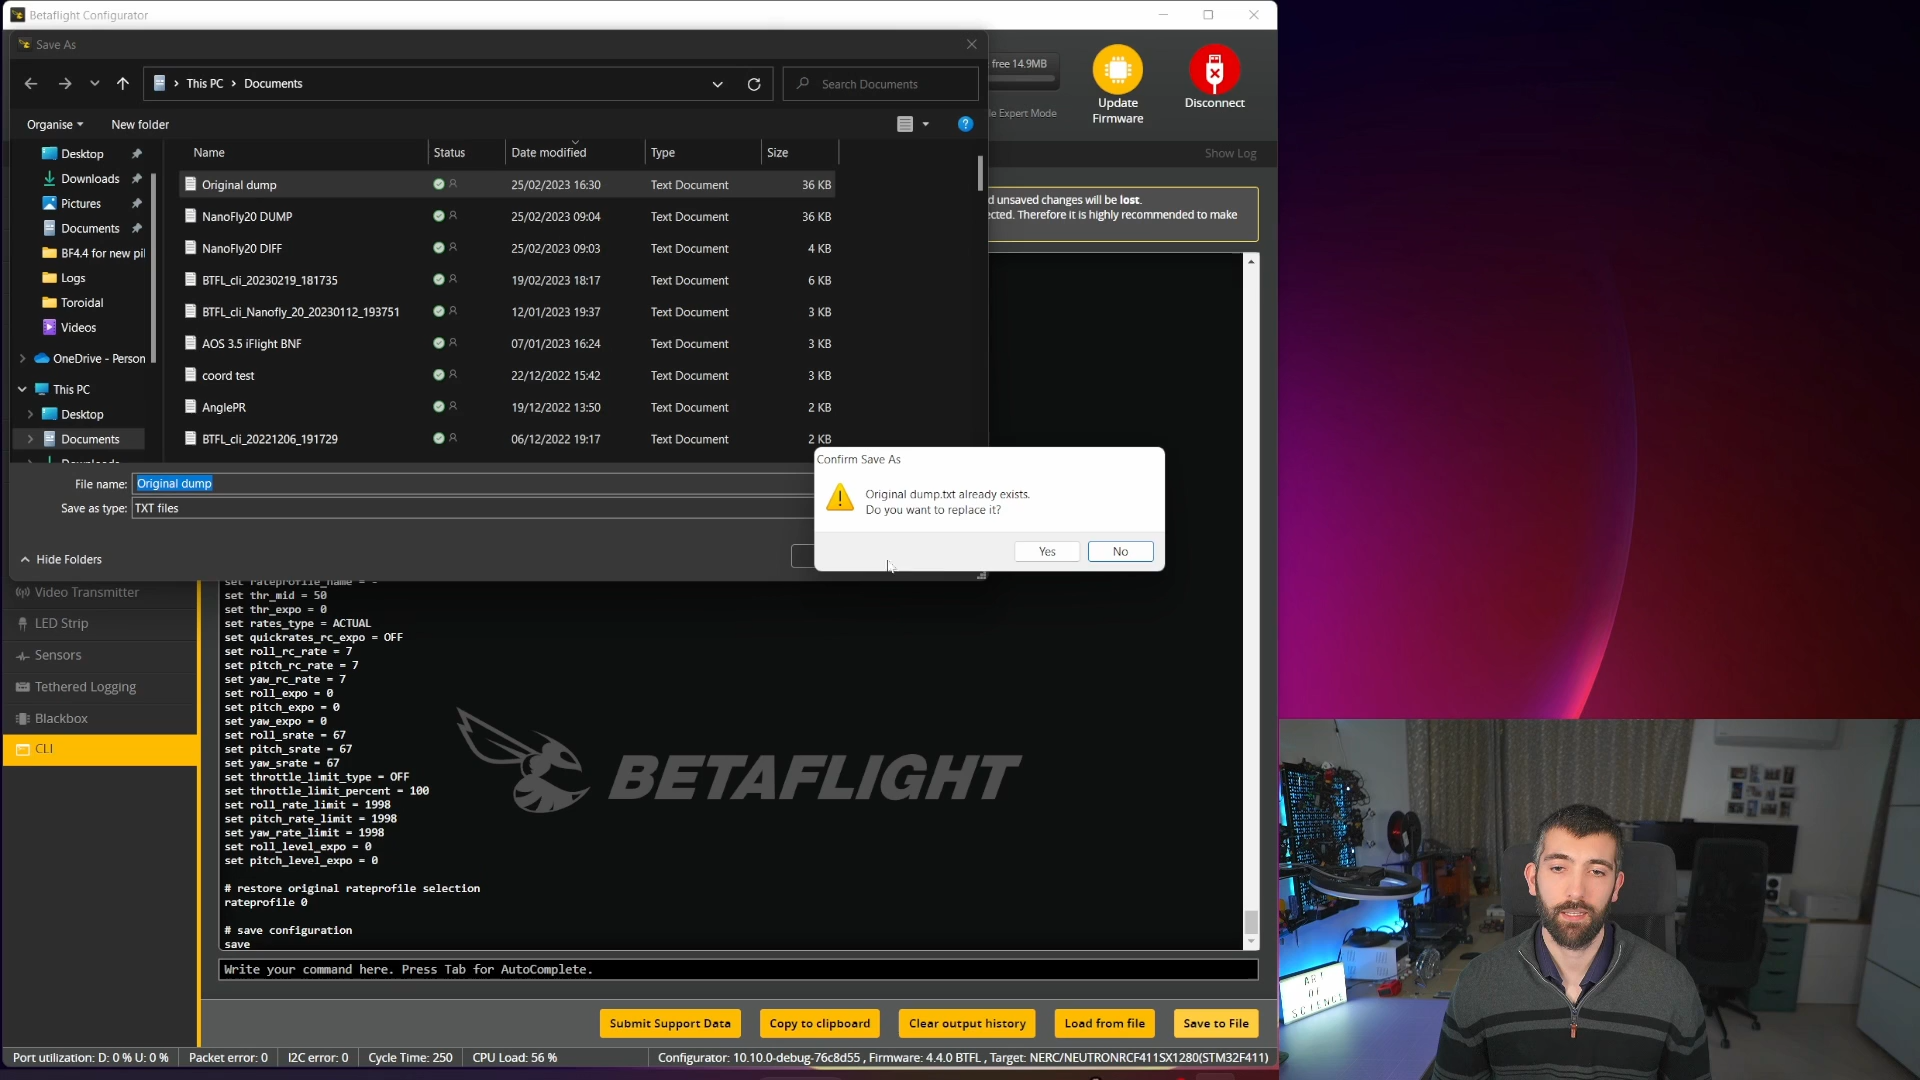 Betaflight Configurator
Save As
This PC > Documents
Search Documents
free 14.9MB
Update
Firmware
Disconnect
le Expert Mode
Organise
New folder
Show Log
Name
Status
Date modified
Type
Size
Desktop
Downloads
Pictures
Documents
BF4.4 for new pil
Logs
Toroidal
Videos
OneDrive - Person
This PC
Desktop
Documents
Original dump 25/02/2023 16:30 Text Document 36 KB
NanoFly20 DUMP 25/02/2023 09:04 Text Document 36 KB
NanoFly20 DIFF 25/02/2023 09:03 Text Document 4 KB
BTFL_cli_20230219_181735 19/02/2023 18:17 Text Document 6 KB
BTFL_cli_Nanofly_20_20230112_193751 12/01/2023 19:37 Text Document 3 KB
AOS 3.5 iFlight BNF 07/01/2023 16:24 Text Document 3 KB
coord test 22/12/2022 15:42 Text Document 3 KB
AnglePR 19/12/2022 13:50 Text Document 2 KB
BTFL_cli_20221206_191729 06/12/2022 19:17 Text Document 2 KB
d unsaved changes will be lost.
ected. Therefore it is highly recommended to make
File name: Original dump
Save as type: TXT files
Hide Folders
Confirm Save As
Original dump.txt already exists.
Do you want to replace it?
Yes
No
Video Transmitter
LED Strip
Sensors
Tethered Logging
Blackbox
CLI
set rateprofile_name = -
set thr_mid = 50
set thr_expo = 0
set rates_type = ACTUAL
set quickrates_rc_expo = OFF
set roll_rc_rate = 7
set pitch_rc_rate = 7
set yaw_rc_rate = 7
set roll_expo = 0
set pitch_expo = 0
set yaw_expo = 0
set roll_srate = 67
set pitch_srate = 67
set yaw_srate = 67
set throttle_limit_type = OFF
set throttle_limit_percent = 100
set roll_rate_limit = 1998
set pitch_rate_limit = 1998
set yaw_rate_limit = 1998
set roll_level_expo = 0
set pitch_level_expo = 0
# restore original rateprofile selection
rateprofile 0
# save configuration
save
BETAFLIGHT
Write your command here. Press Tab for AutoComplete.
Submit Support Data
Copy to clipboard
Clear output history
Load from file
Save to File
Port utilization: D: 0 % U: 0 %
Packet error: 0
I2C error: 0
Cycle Time: 250
CPU Load: 56 %
Configurator: 10.10.0-debug-76c8d55 , Firmware: 4.4.0 BTFL , Target: NERC/NEUTRONRCF411SX1280(STM32F411)
ART
OF
SCIENCE